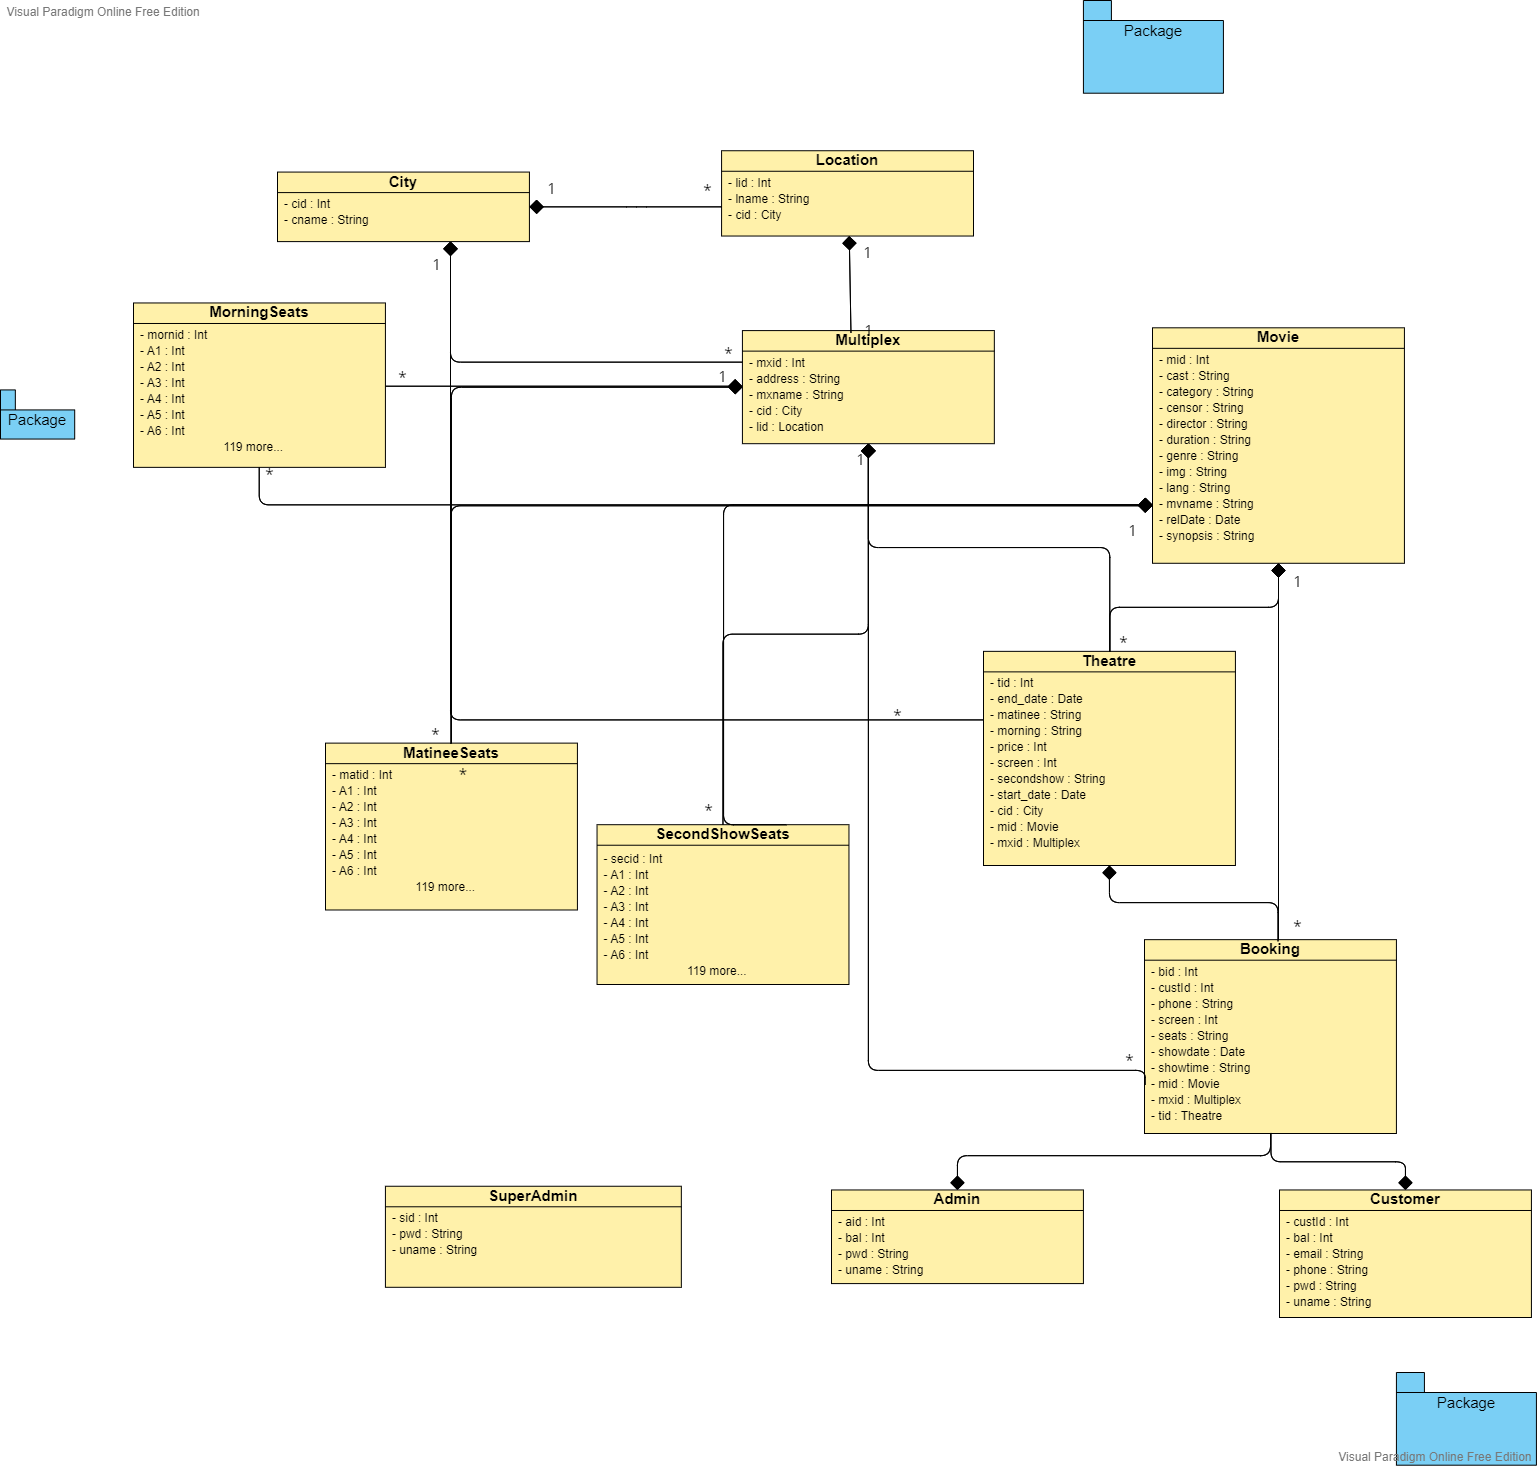 Visual Paradigm Online Free Edition
Package
City
- cid : Int
- cname : String
1
*
Location
- lid : Int
- lname : String
- cid : City
1
1
1
MorningSeats
- mornid : Int
- A1 : Int
- A2 : Int
- A3 : Int
- A4 : Int
- A5 : Int
- A6 : Int
119 more...
*
*
Package
*
1
Multiplex
- mxid : Int
- address : String
- mxname : String
- cid : City
- lid : Location
1
Movie
- mid : Int
- cast : String
- category : String
- censor : String
- director : String
- duration : String
- genre : String
- img : String
- lang : String
- mvname : String
- relDate : Date
- synopsis : String
1
1
*
Theatre
- tid : Int
- end_date : Date
- matinee : String
- morning : String
- price : Int
- screen : Int
- secondshow : String
- start_date : Date
- cid : City
- mid : Movie
- mxid : Multiplex
*
*
MatineeSeats
- matid : Int
*
- A1 : Int
- A2 : Int
- A3 : Int
- A4 : Int
- A5 : Int
- A6 : Int
119 more...
*
SecondShowSeats
- secid : Int
- A1 : Int
- A2 : Int
- A3 : Int
- A4 : Int
- A5 : Int
- A6 : Int
119 more...
*
Booking
- bid : Int
- custId : Int
- phone : String
- screen : Int
- seats : String
- showdate : Date
- showtime : String
- mid : Movie
- mxid : Multiplex
- tid : Theatre
*
SuperAdmin
- sid : Int
- pwd : String
- uname : String
Admin
- aid : Int
- bal : Int
- pwd : String
- uname : String
Customer
- custId : Int
- bal : Int
- email : String
- phone : String
- pwd : String
- uname : String
Package
Visual Paradigm Online Free Edition